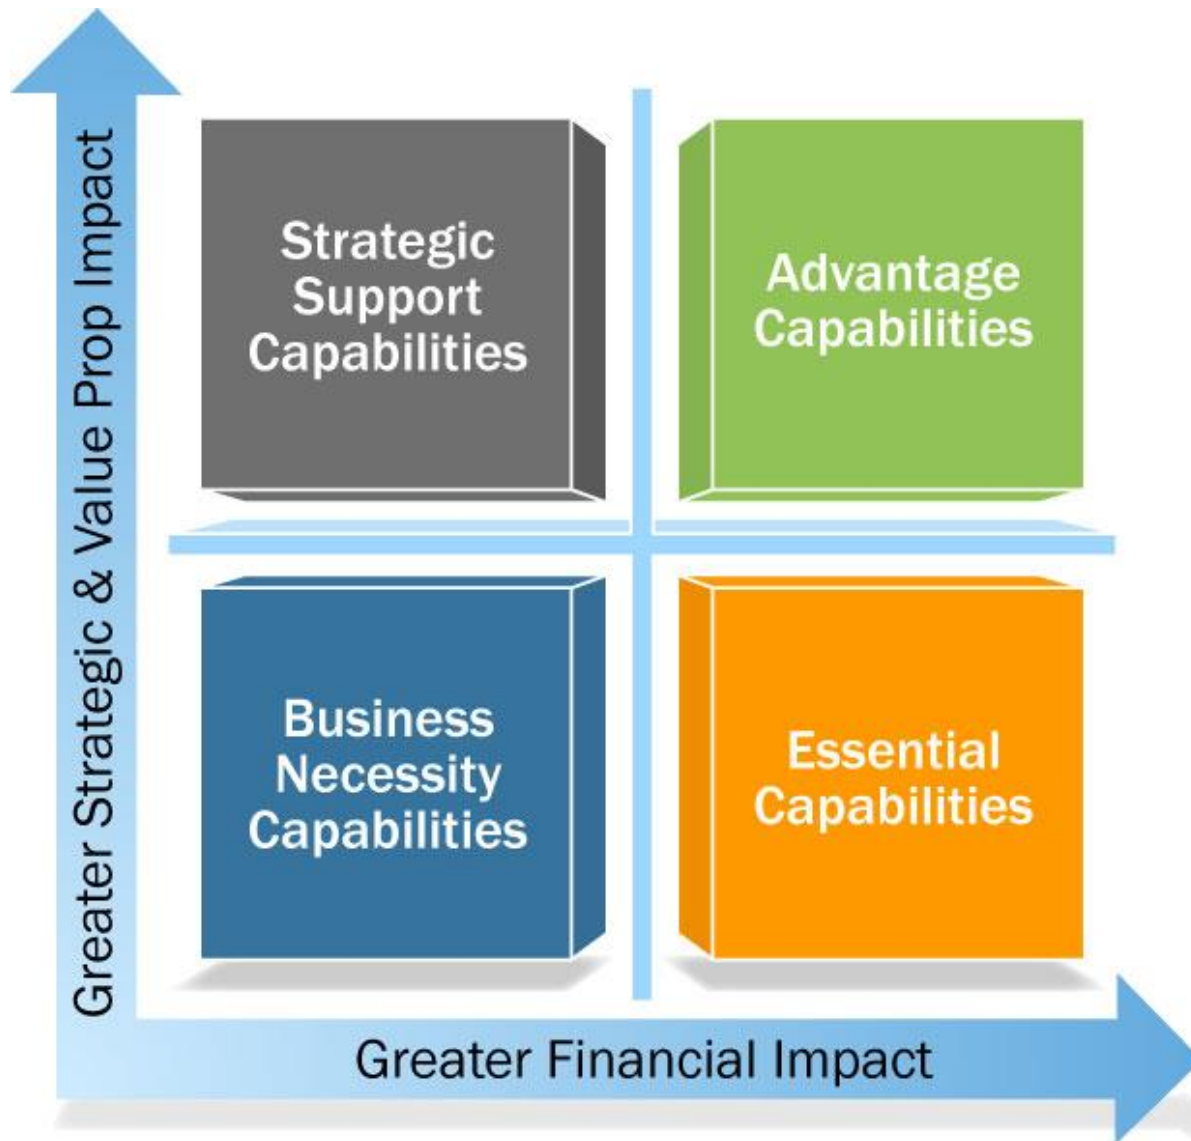 Greater Strategic & Value Prop Impact
Strategic
Support
Capabilities
Advantage
Capabilities
Business
Necessity
Capabilities
Essential
Capabilities
Greater Financial Impact